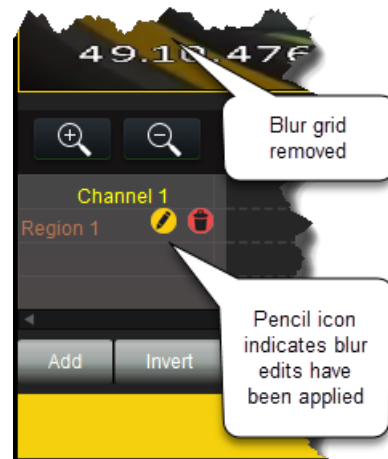 49.10.476
Blur grid
removed
Channel 1
Region 1
Pencil icon
indicates blur
edits have
been applied
Add
Invert